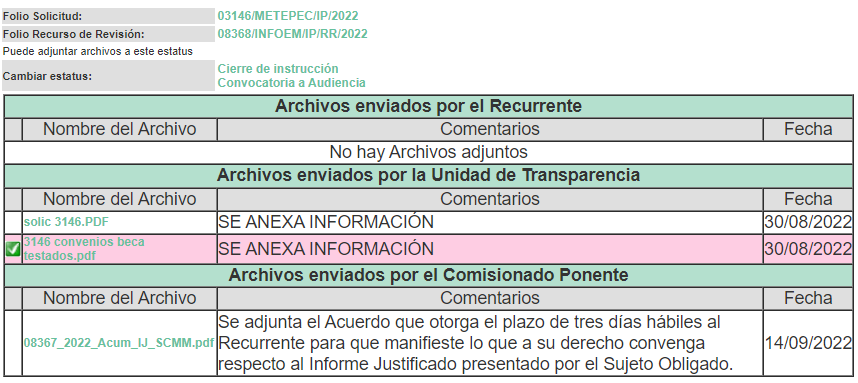 Folio Solicitud: 03146/METEPEC/IP/2022
Folio Recurso de Revisión: 08368/INFOEM/IP/RR/2022
Puede adjuntar archivos a este estatus
Cambiar estatus: Cierre de instrucción
Convocatoria a Audiencia
Archivos enviados por el Recurrente
Nombre del Archivo Comentarios Fecha
No hay Archivos adjuntos
Archivos enviados por la Unidad de Transparencia
Nombre del Archivo Comentarios Fecha
solic 3146.PDF SE ANEXA INFORMACIÓN 30/08/2022
3146 convenios beca
testados.pdf SE ANEXA INFORMACIÓN 30/08/2022
Archivos enviados por el Comisionado Ponente
Nombre del Archivo Comentarios Fecha
08367_2022_Acum_IJ_SCMM.pdf Se adjunta el Acuerdo que otorga el plazo de tres días hábiles al
Recurrente para que manifieste lo que a su derecho convenga 14/09/2022
respecto al Informe Justificado presentado por el Sujeto Obligado.